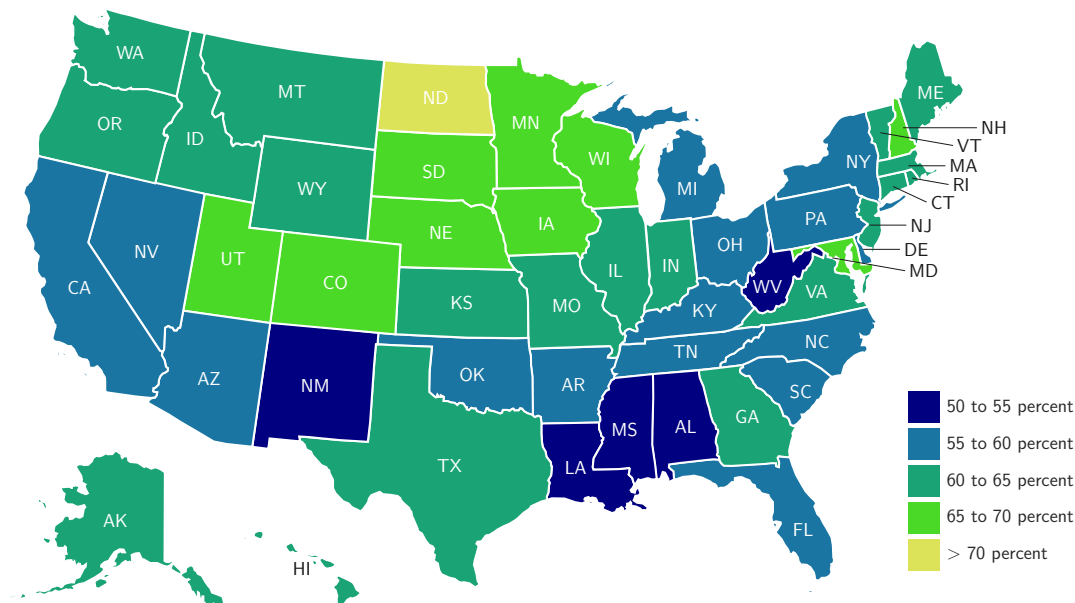 WA
MT
ND
ME
MN
OR
NH
ID
VT
WI
NY
MA
SD
RI
WY
MI
CT
PA
IA
NJ
NE
OH
NV
DE
UT
IN
IL
MD
CO
CA
WV
VA
KS
MO
KY
NC
TN
OK
AZ
AR
NM
SC
50 to 55 percent
GA
AL
MS
55 to 60 percent
TX
LA
60 to 65 percent
AK
65 to 70 percent
FL
> 70 percent
HI